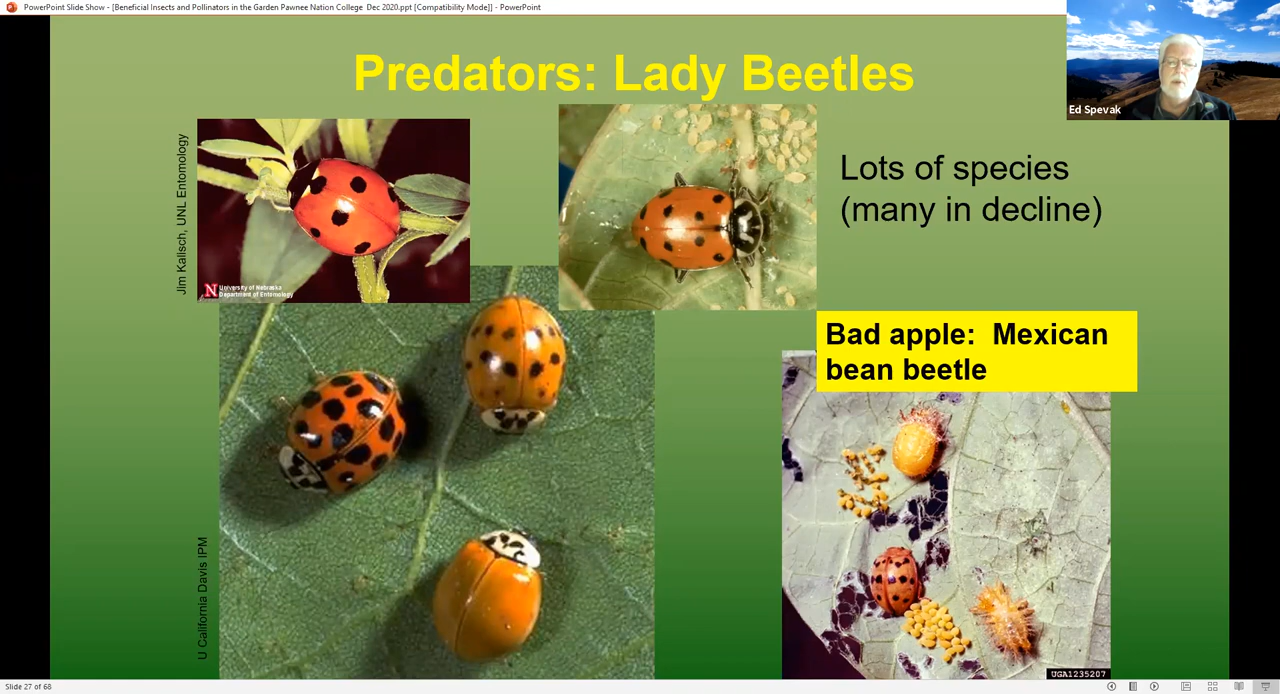 PowerPoint Slide Show - [Beneficial Insects and Pollinators in the Garden Pawnee Nation College Dec 2020.ppt [Compatibility Mode]] - PowerPoint
Predators: Lady Beetles
Ed Spevak
Jim Kalisch, UNL Entomology
Lots of species
(many in decline)
N University of Nebraska
Department of Entomology
Bad apple: Mexican
bean beetle
U California Davis IPM
UGA1235207
Slide 27 of 68